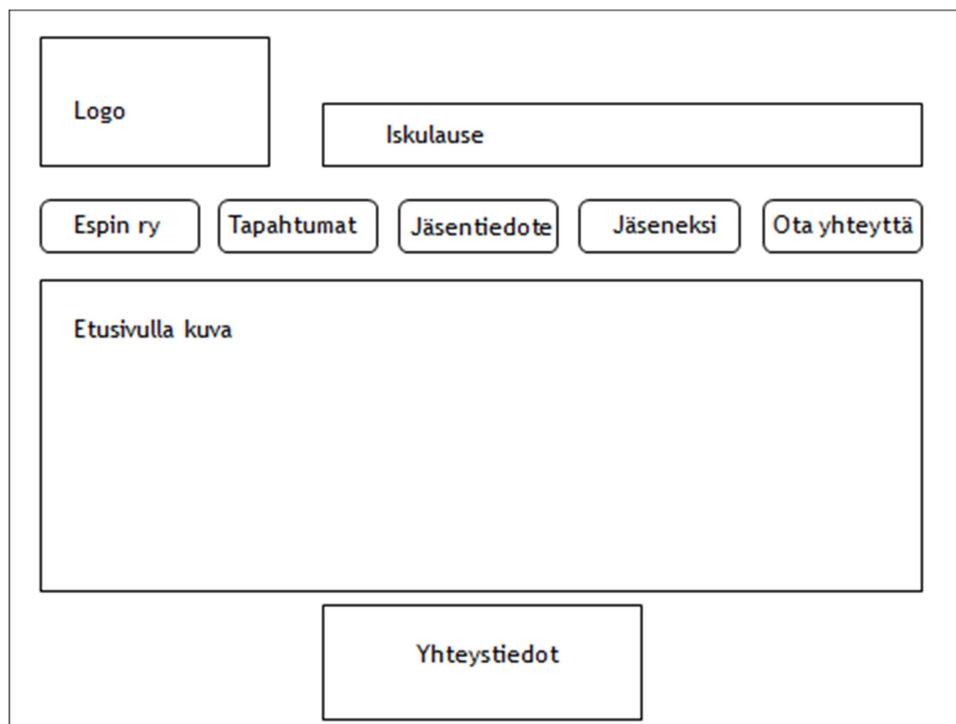 Logo
Iskulause
Espin ry
Tapahtumat
Jäsentiedote
Jäseneksi
Ota yhteyttä
Etusivulla kuva
Yhteystiedot